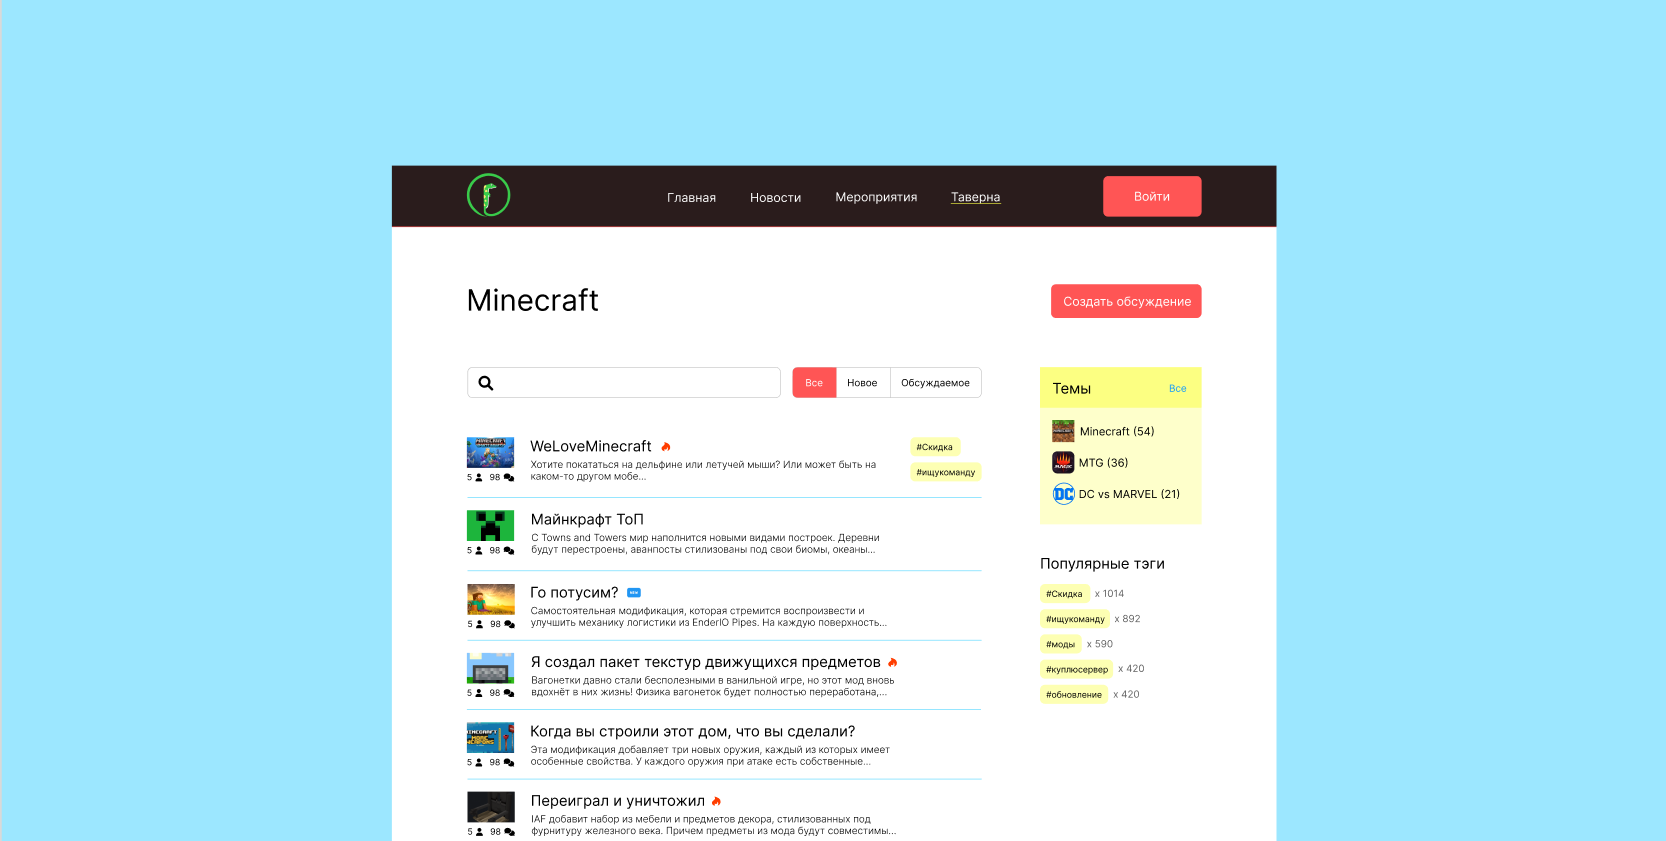 Главная Новости Мероприятия Таверна Войти
Minecraft
Создать обсуждение
Все Новое Обсуждаемое
WeLoveMinecraft
Хотите покататься на дельфине или летучей мыши? Или может быть на
каком-то другом мобе...
5 98
#Скидка
#ищукоманду
Майнкрафт ТоП
С Towns and Towers мир наполнится новыми видами построек. Деревни
будут перестроены, аванпосты стилизованы под свои биомы, океаны...
5 98
Го потусим?
Самостоятельная модификация, которая стремится воспроизвести и
улучшить механику логистики из EnderIO Pipes. На каждую поверхность...
5 98
Я создал пакет текстур движущихся предметов
Вагонетки давно стали бесполезными в ванильной игре, но этот мод вновь
вдохнёт в них жизнь! Физика вагонеток будет полностью переработана,...
5 98
Когда вы строили этот дом, что вы сделали?
Эта модификация добавляет три новых оружия, каждый из которых имеет
особенные свойства. У каждого оружия при атаке есть собственные...
5 98
Переиграл и уничтожил
IAF добавит набор из мебели и предметов декора, стилизованных под
фурнитуру железного века. Причем предметы из мода будут совместимы...
5 98
Темы Все
Minecraft (54)
MTG (36)
DC
DC vs MARVEL (21)
Популярные тэги
#Скидка x 1014
#ищукоманду x 892
#моды x 590
#куплюсервер x 420
#обновление x 420